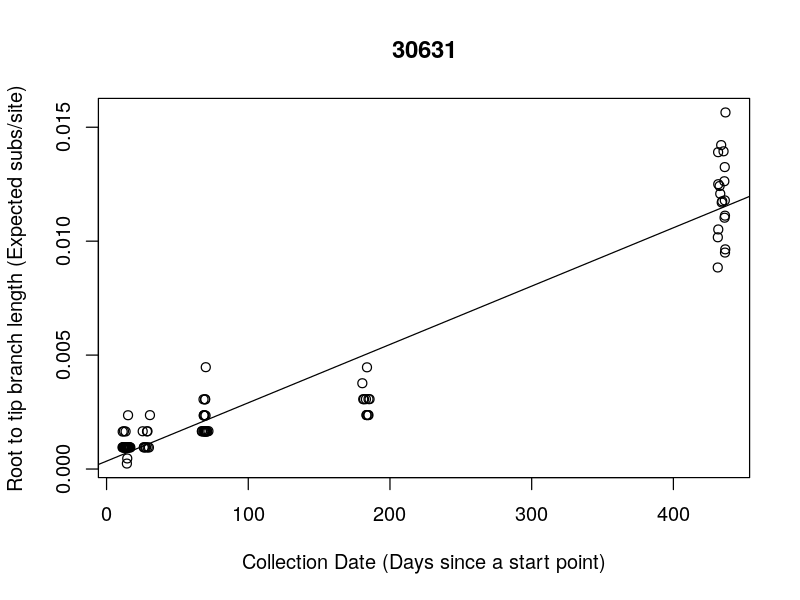 30631
Root to tip branch length (Expected subs/site)
0.015
0.010
0.005
0.000
0 100 200 300 400
Collection Date (Days since a start point)